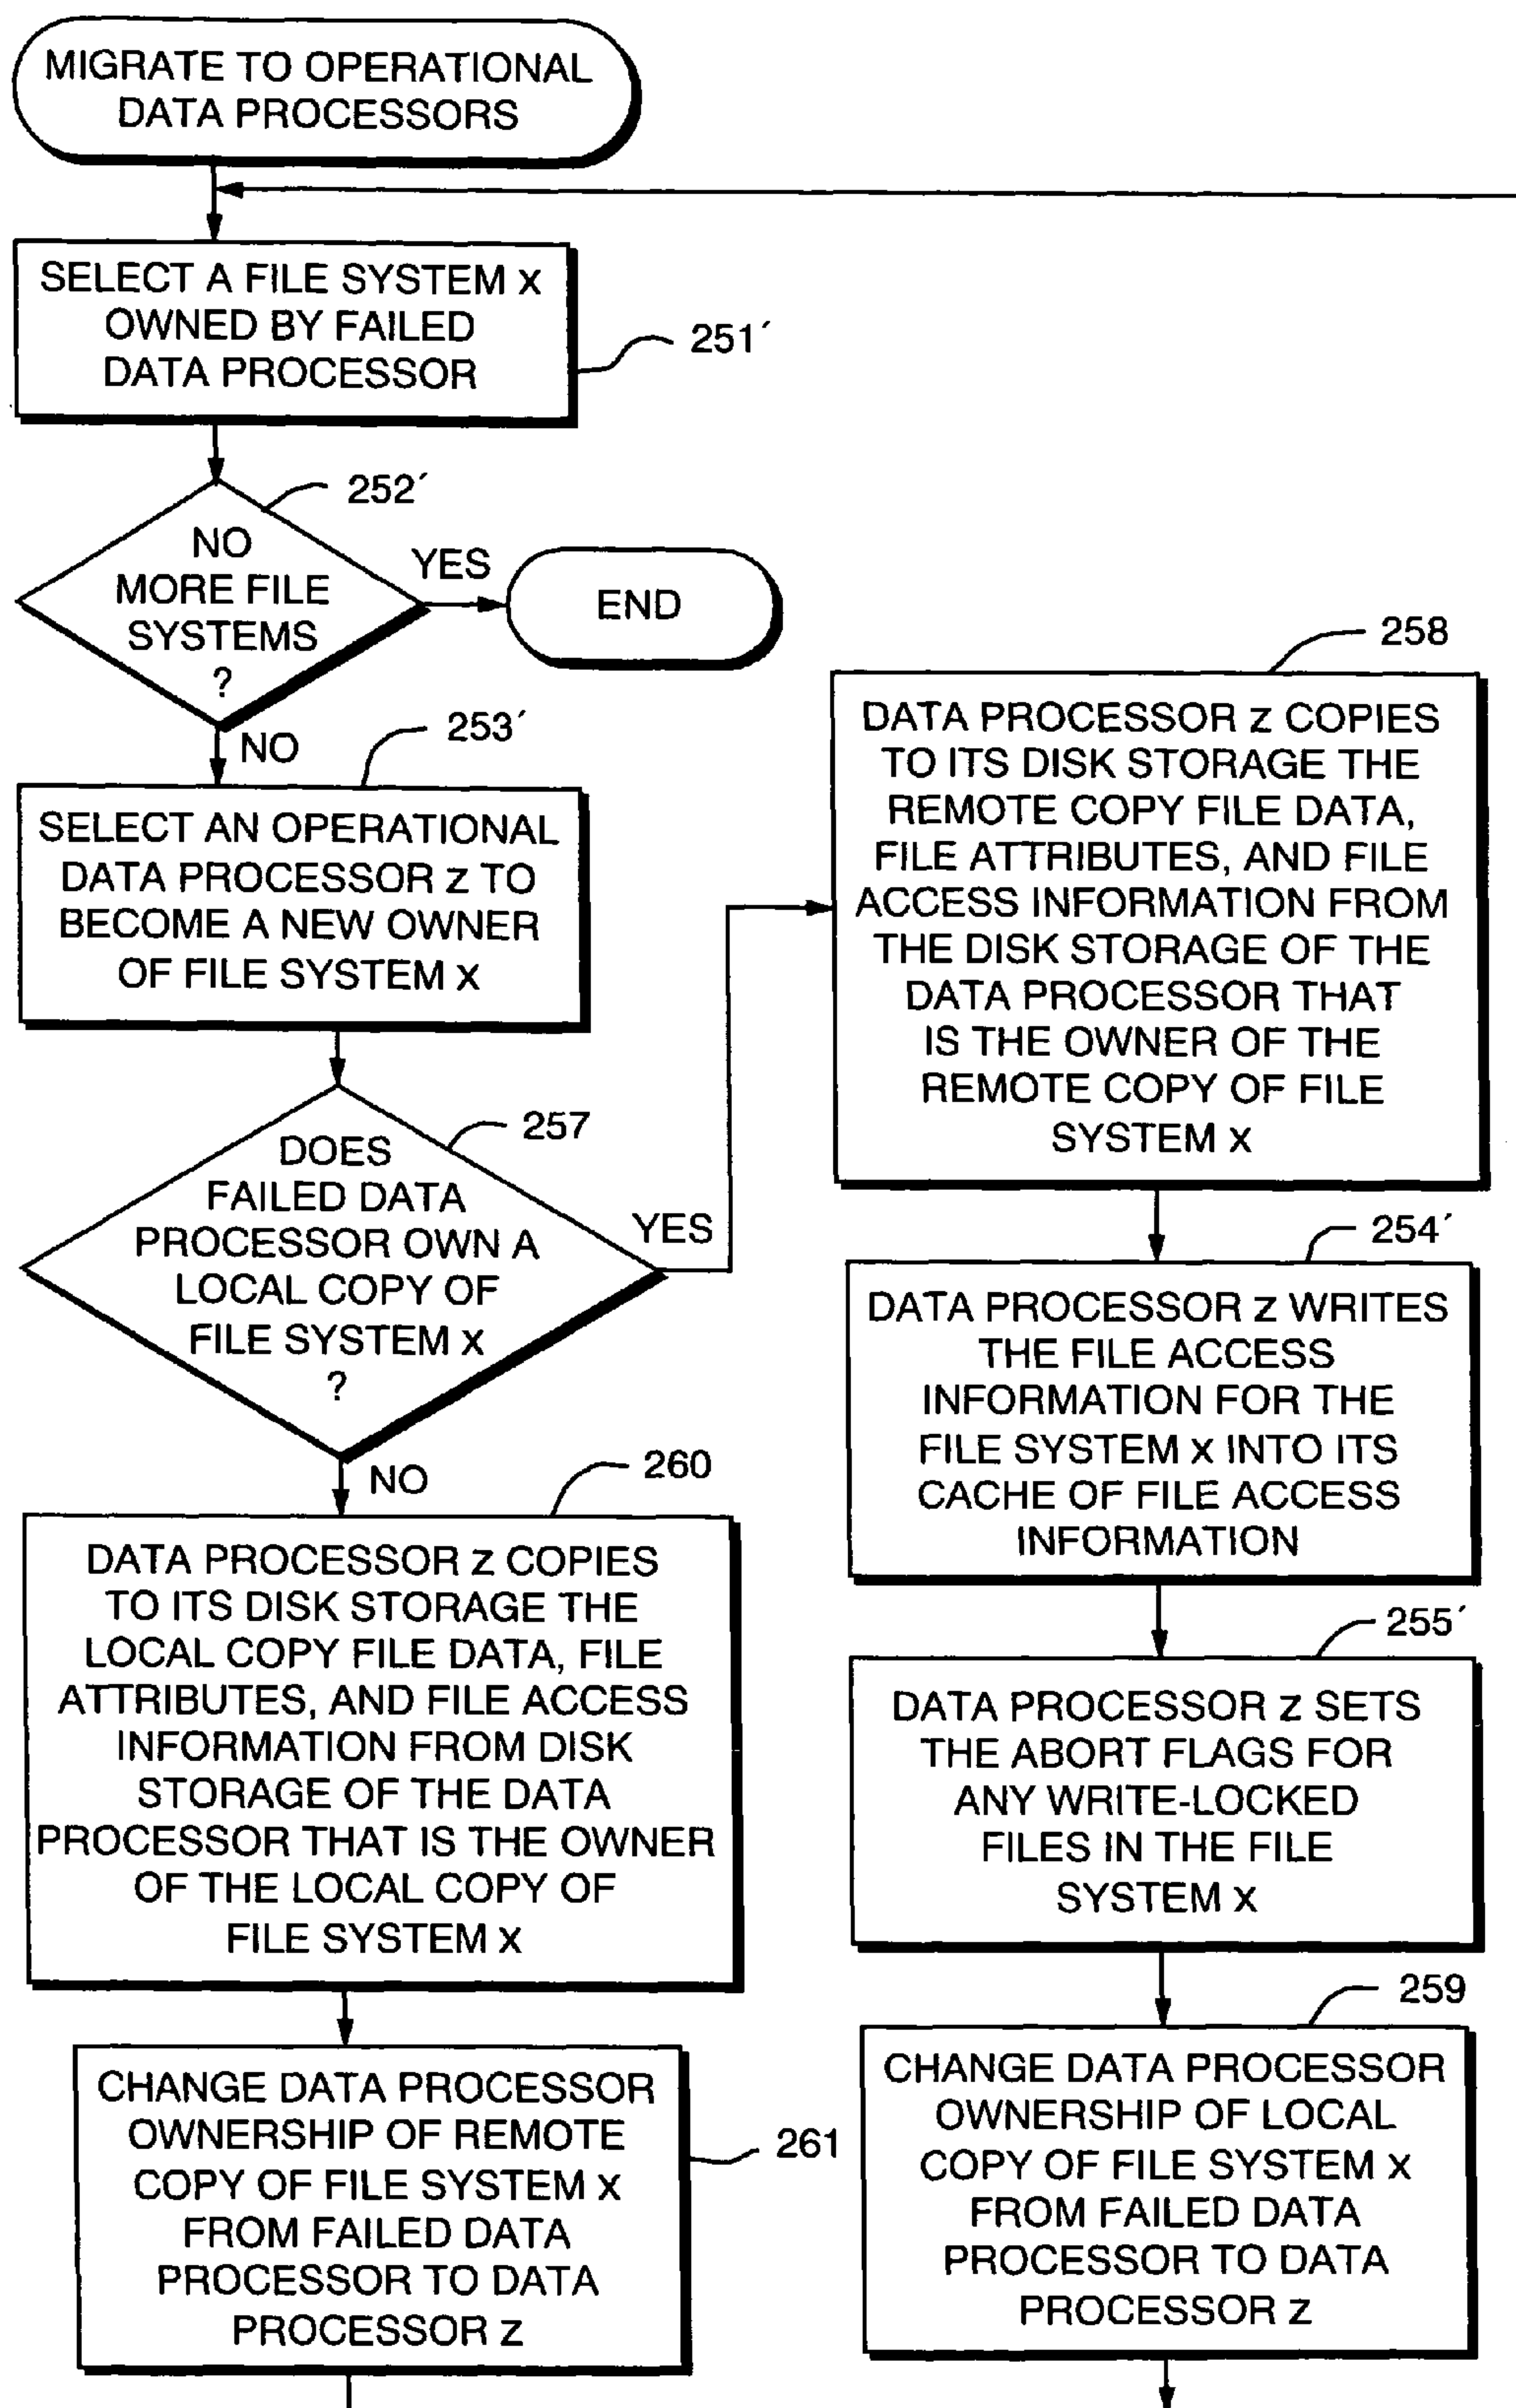 MIGRATE TO OPERATIONAL
DATA PROCESSORS
SELECT A FILE SYSTEM X
OWNED BY FAILED
DATA PROCESSOR
251´
252´
NO
MORE FILE
SYSTEMS
?
YES
END
NO
253´
SELECT AN OPERATIONAL
DATA PROCESSOR Z TO
BECOME A NEW OWNER
OF FILE SYSTEM X
257
DOES
FAILED DATA
PROCESSOR OWN A
LOCAL COPY OF
FILE SYSTEM X
?
YES
NO
260
DATA PROCESSOR Z COPIES
TO ITS DISK STORAGE THE
LOCAL COPY FILE DATA, FILE
ATTRIBUTES, AND FILE ACCESS
INFORMATION FROM DISK
STORAGE OF THE DATA
PROCESSOR THAT IS THE OWNER
OF THE LOCAL COPY OF
FILE SYSTEM X
CHANGE DATA PROCESSOR
OWNERSHIP OF REMOTE
COPY OF FILE SYSTEM X
FROM FAILED DATA
PROCESSOR TO DATA
PROCESSOR Z
261
258
DATA PROCESSOR Z COPIES
TO ITS DISK STORAGE THE
REMOTE COPY FILE DATA,
FILE ATTRIBUTES, AND FILE
ACCESS INFORMATION FROM
THE DISK STORAGE OF THE
DATA PROCESSOR THAT
IS THE OWNER OF THE
REMOTE COPY OF FILE
SYSTEM X
254´
DATA PROCESSOR Z WRITES
THE FILE ACCESS
INFORMATION FOR THE
FILE SYSTEM X INTO ITS
CACHE OF FILE ACCESS
INFORMATION
255´
DATA PROCESSOR Z SETS
THE ABORT FLAGS FOR
ANY WRITE-LOCKED
FILES IN THE FILE
SYSTEM X
259
CHANGE DATA PROCESSOR
OWNERSHIP OF LOCAL
COPY OF FILE SYSTEM X
FROM FAILED DATA
PROCESSOR TO DATA
PROCESSOR Z